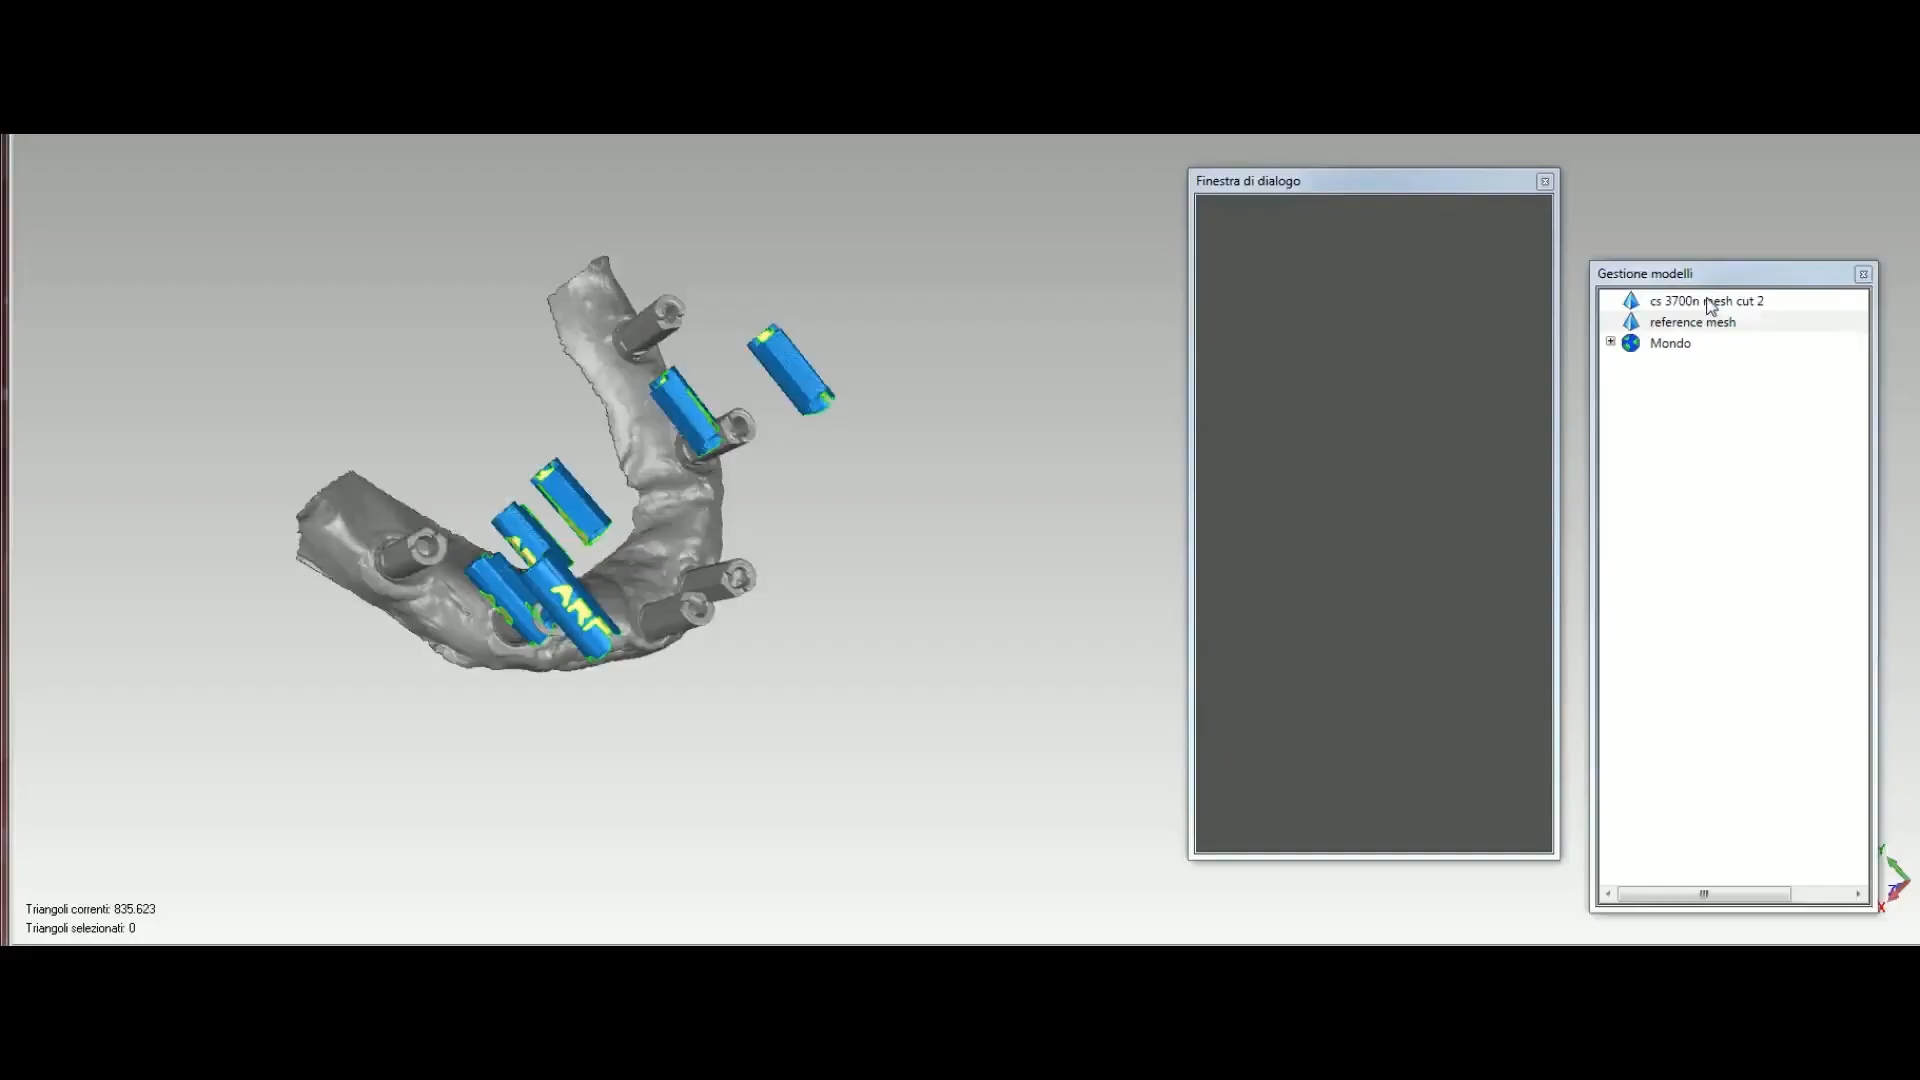 Finestra di dialogo
Gestione modelli
cs 3700n mesh cut 2
reference mesh
Mondo
Triangoli correnti: 835.623
Triangoli selezionati: 0
Y
Z
X